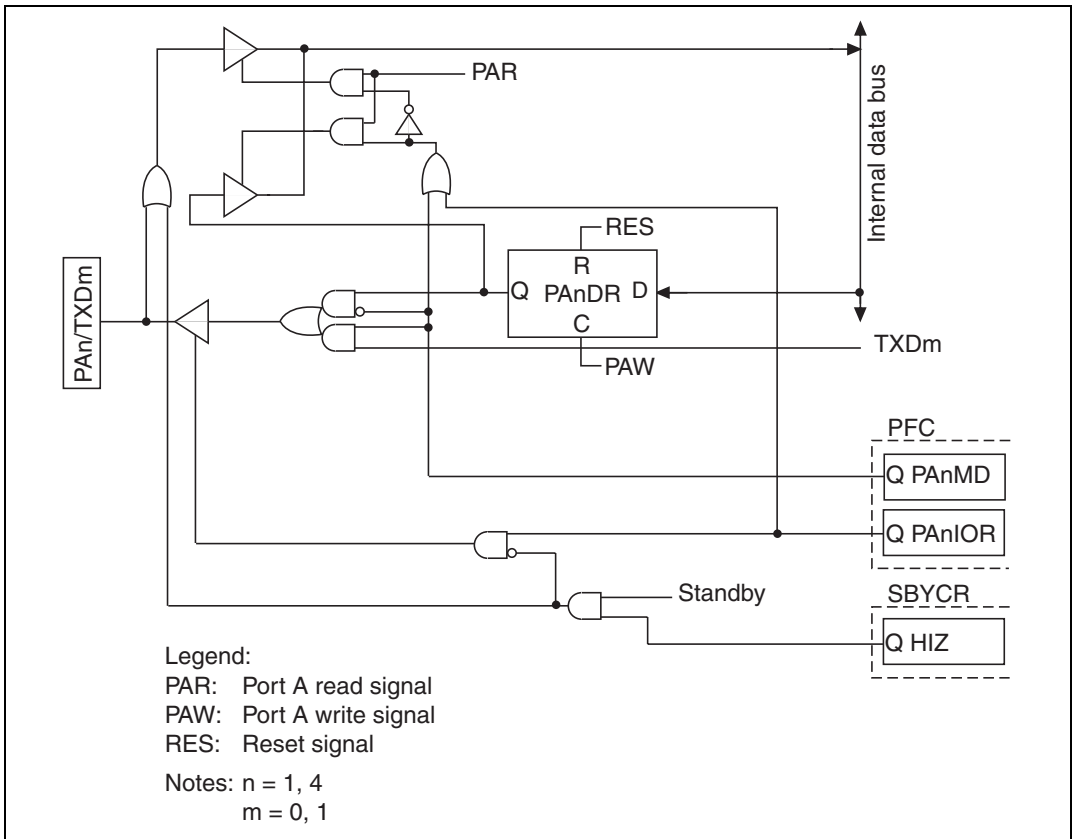 PAR
Internal data bus
RES
R
Q PAnDR D
C
PAn/TXDm
TXDm
PAW
PFC
Q PAnMD
Q PAnIOR
Standby
SBYCR
Q HIZ
Legend:
PAR: Port A read signal
PAW: Port A write signal
RES: Reset signal
Notes: n = 1, 4
m = 0, 1